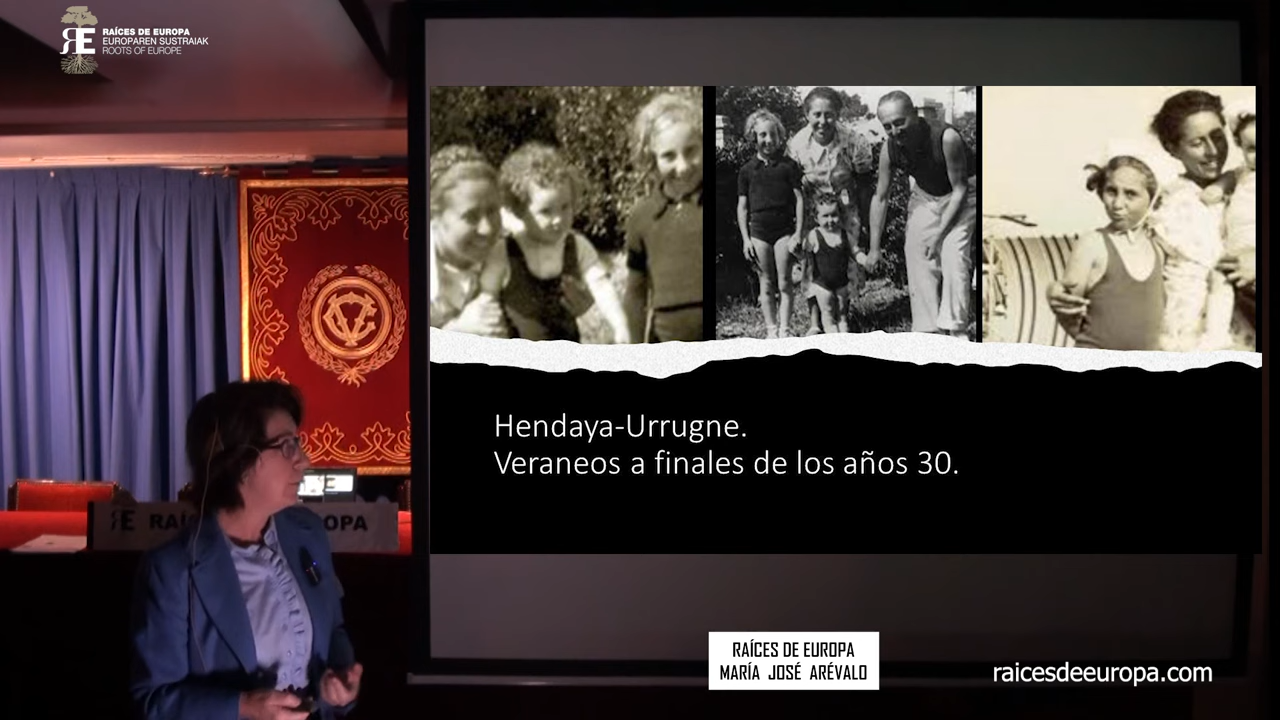 RAÍCES DE EUROPA
EUROPAREN SUSTRAIAK
ROOTS OF EUROPE
Hendaya-Urrugne.
Veraneos a finales de los años 30.
RAÍCES DE EUROPA
MARÍA JOSÉ ARÉVALO
raicesdeeuropa.com